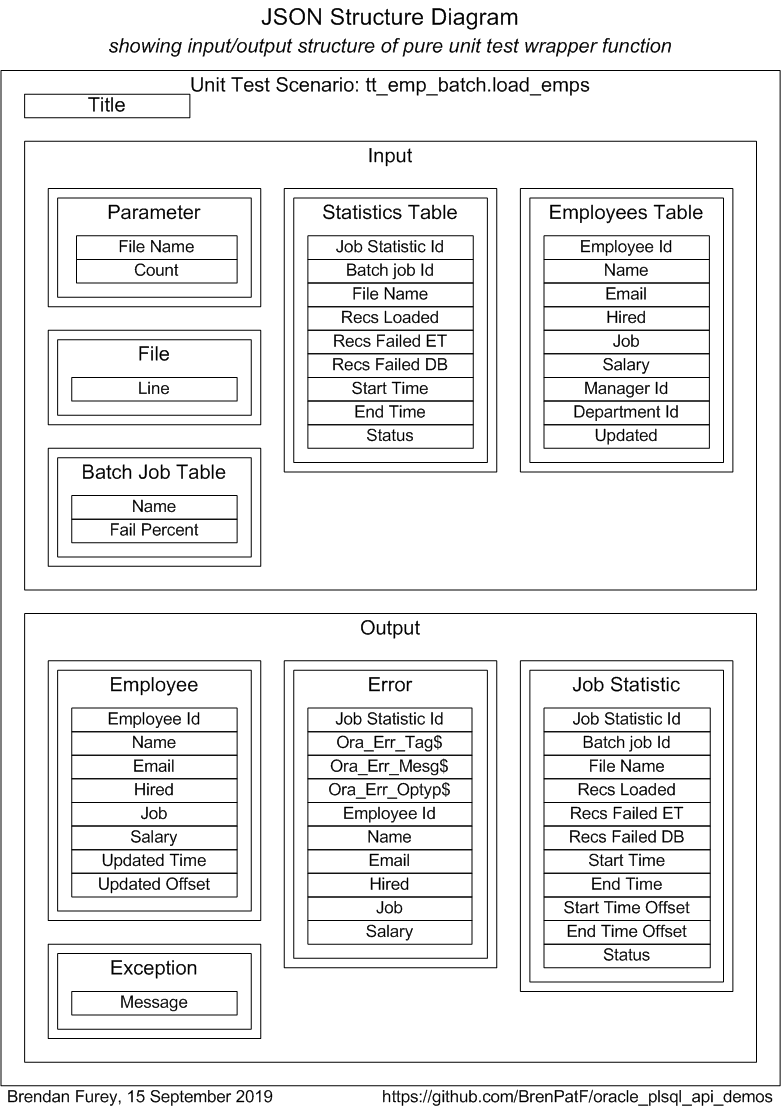 JSON Structure Diagram
showing input/output structure of pure unit test wrapper function
Unit Test Scenario: tt_emp_batch.load_emps
Title
Input
Parameter
File Name
Count
File
Line
Batch Job Table
Name
Fail Percent
Statistics Table
Job Statistic Id
Batch job Id
File Name
Recs Loaded
Recs Failed ET
Recs Failed DB
Start Time
End Time
Status
Employees Table
Employee Id
Name
Email
Hired
Job
Salary
Manager Id
Department Id
Updated
Output
Employee
Employee Id
Name
Email
Hired
Job
Salary
Updated Time
Updated Offset
Exception
Message
Error
Job Statistic Id
Ora_Err_Tag$
Ora_Err_Mesg$
Ora_Err_Optyp$
Employee Id
Name
Email
Hired
Job
Salary
Job Statistic
Job Statistic Id
Batch job Id
File Name
Recs Loaded
Recs Failed ET
Recs Failed DB
Start Time
End Time
Start Time Offset
End Time Offset
Status
Brendan Furey, 15 September 2019
https://github.com/BrenPatF/oracle_plsql_api_demos